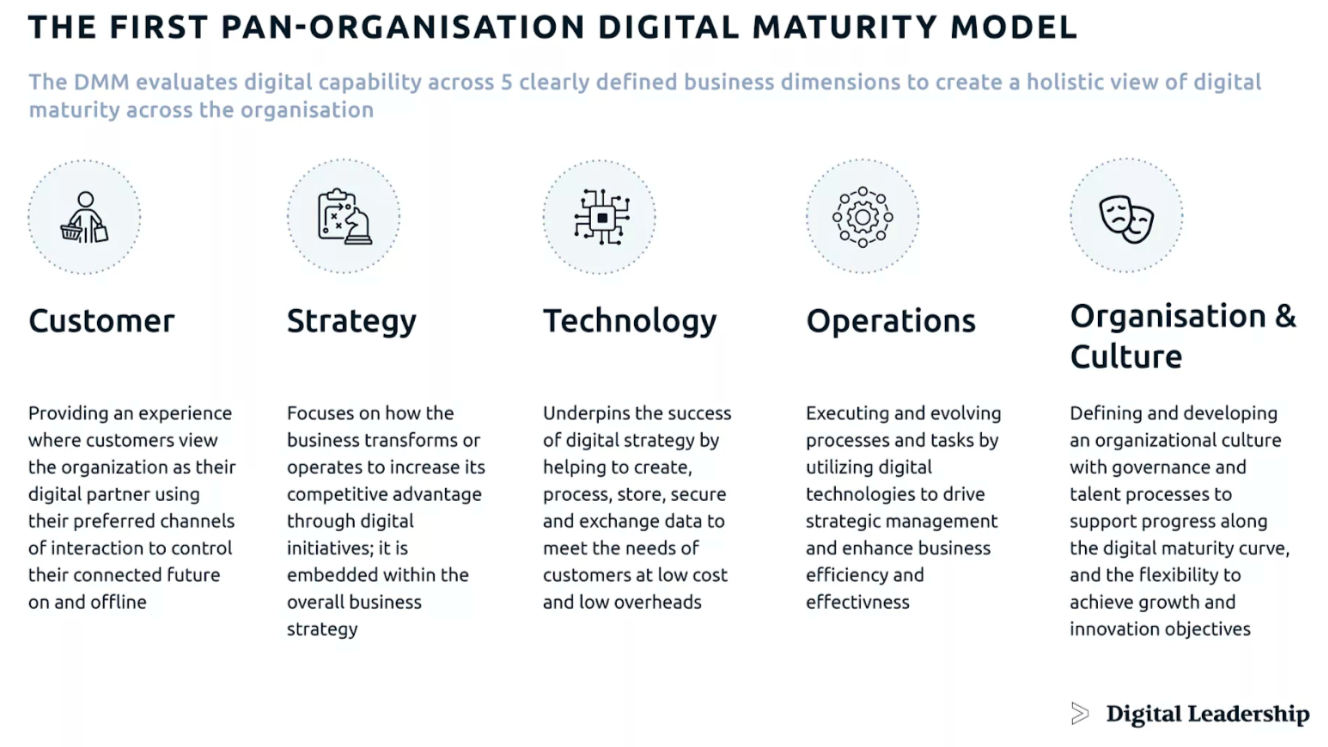 THE FIRST PAN-ORGANISATION DIGITAL MATURITY MODEL
The DMM evaluates digital capability across 5 clearly defined business dimensions to create a holistic view of digital
maturity across the organisation
Customer
Providing an experience
where customers view
the organization as their
digital partner using
their preferred channels
of interaction to control
their connected future
on and offline
Strategy
Focuses on how the
business transforms or
operates to increase its
competitive advantage
through digital
initiatives; it is
embedded within the
overall business
strategy
Technology
Underpins the success
of digital strategy by
helping to create,
process, store, secure
and exchange data to
meet the needs of
customers at low cost
and low overheads
Operations
Executing and evolving
processes and tasks by
utilizing digital
technologies to drive
strategic management
and enhance business
efficiency and
effectivness
Organisation &
Culture
Defining and developing
an organizational culture
with governance and
talent processes to
support progress along
the digital maturity curve,
and the flexibility to
achieve growth and
innovation objectives
Digital Leadership